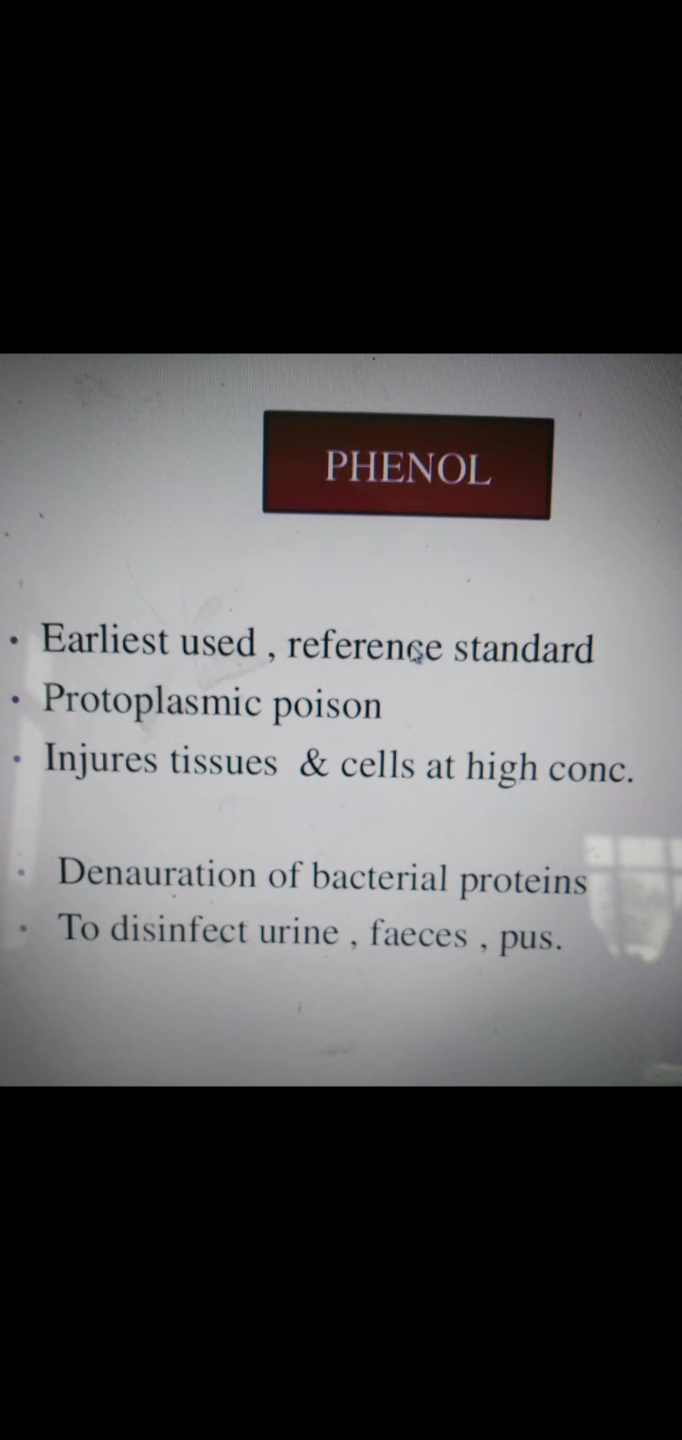 PHENOL
• Earliest used , reference standard
• Protoplasmic poison
• Injures tissues & cells at high conc.
• Denauration of bacterial proteins
• To disinfect urine , faeces , pus.